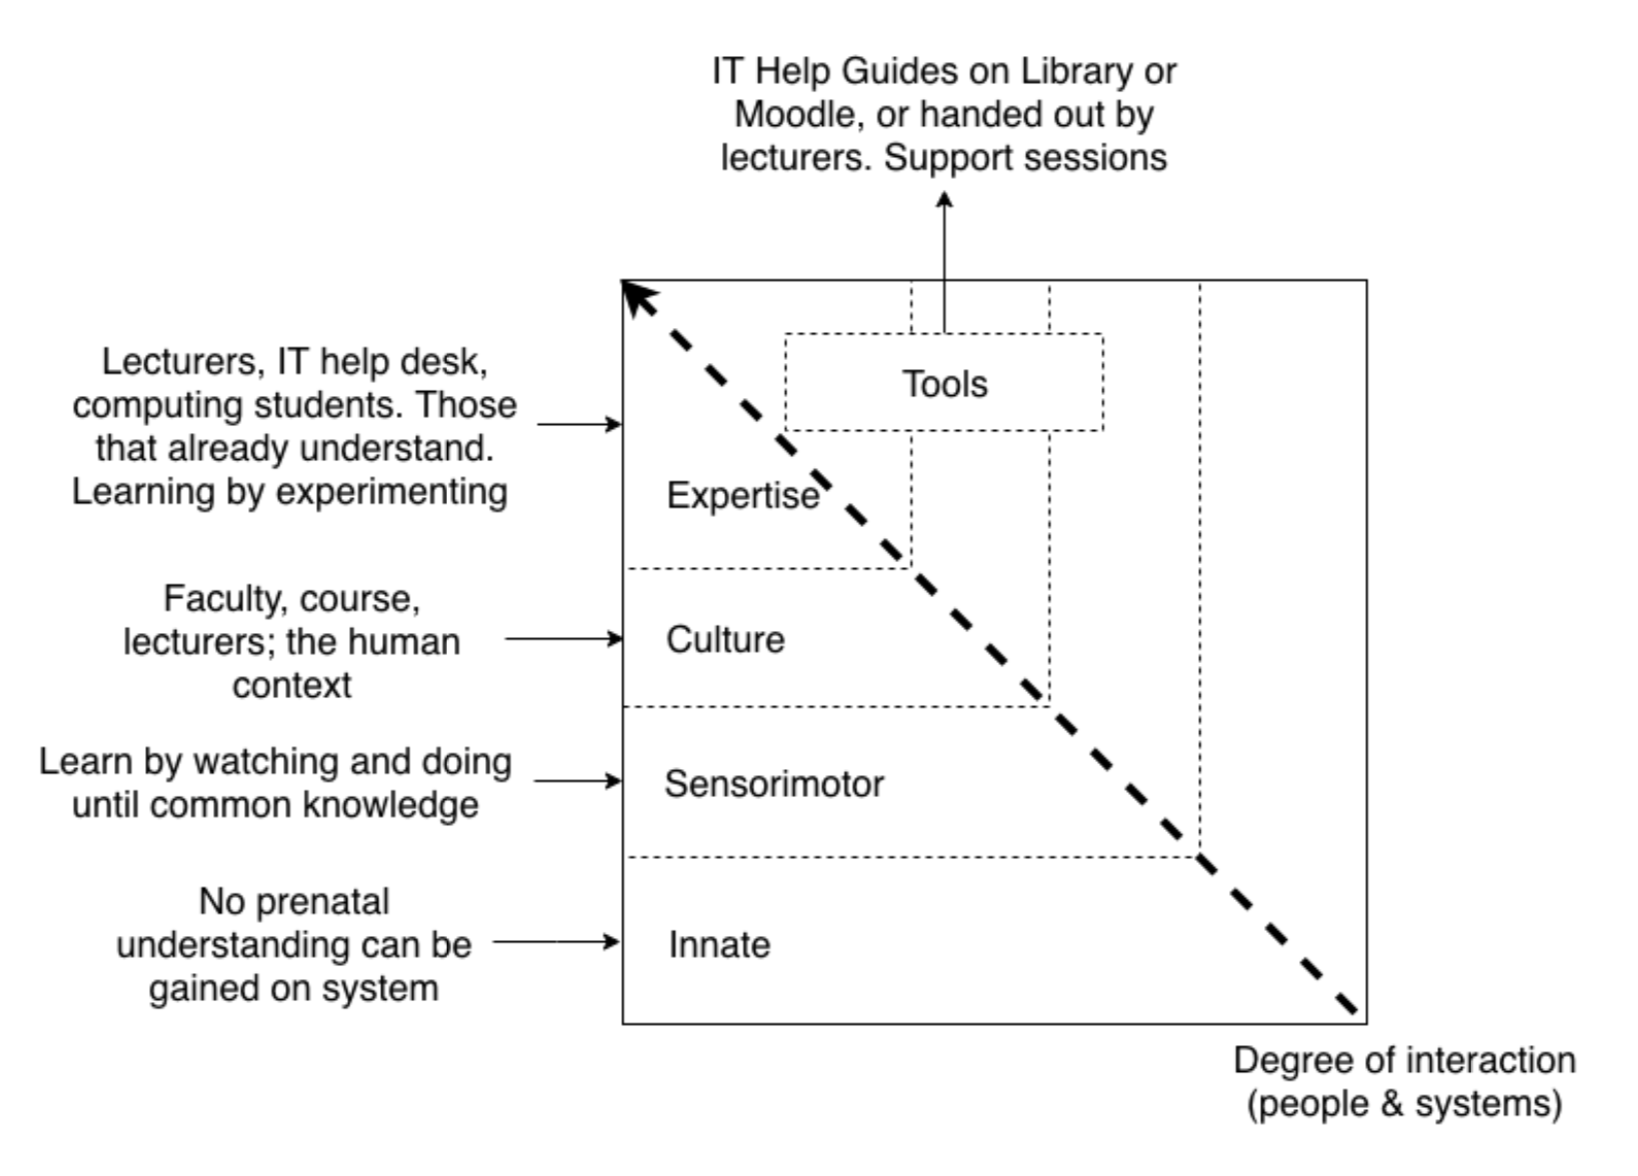 IT Help Guides on Library or
Moodle, or handed out by
lecturers. Support sessions
Tools
Lecturers, IT help desk,
computing students. Those
that already understand.
Learning by experimenting
Expertise
Faculty, course,
lecturers; the human
context
Culture
Learn by watching and doing
until common knowledge
Sensorimotor
No prenatal
understanding can be
gained on system
Innate
Degree of interaction
(people & systems)